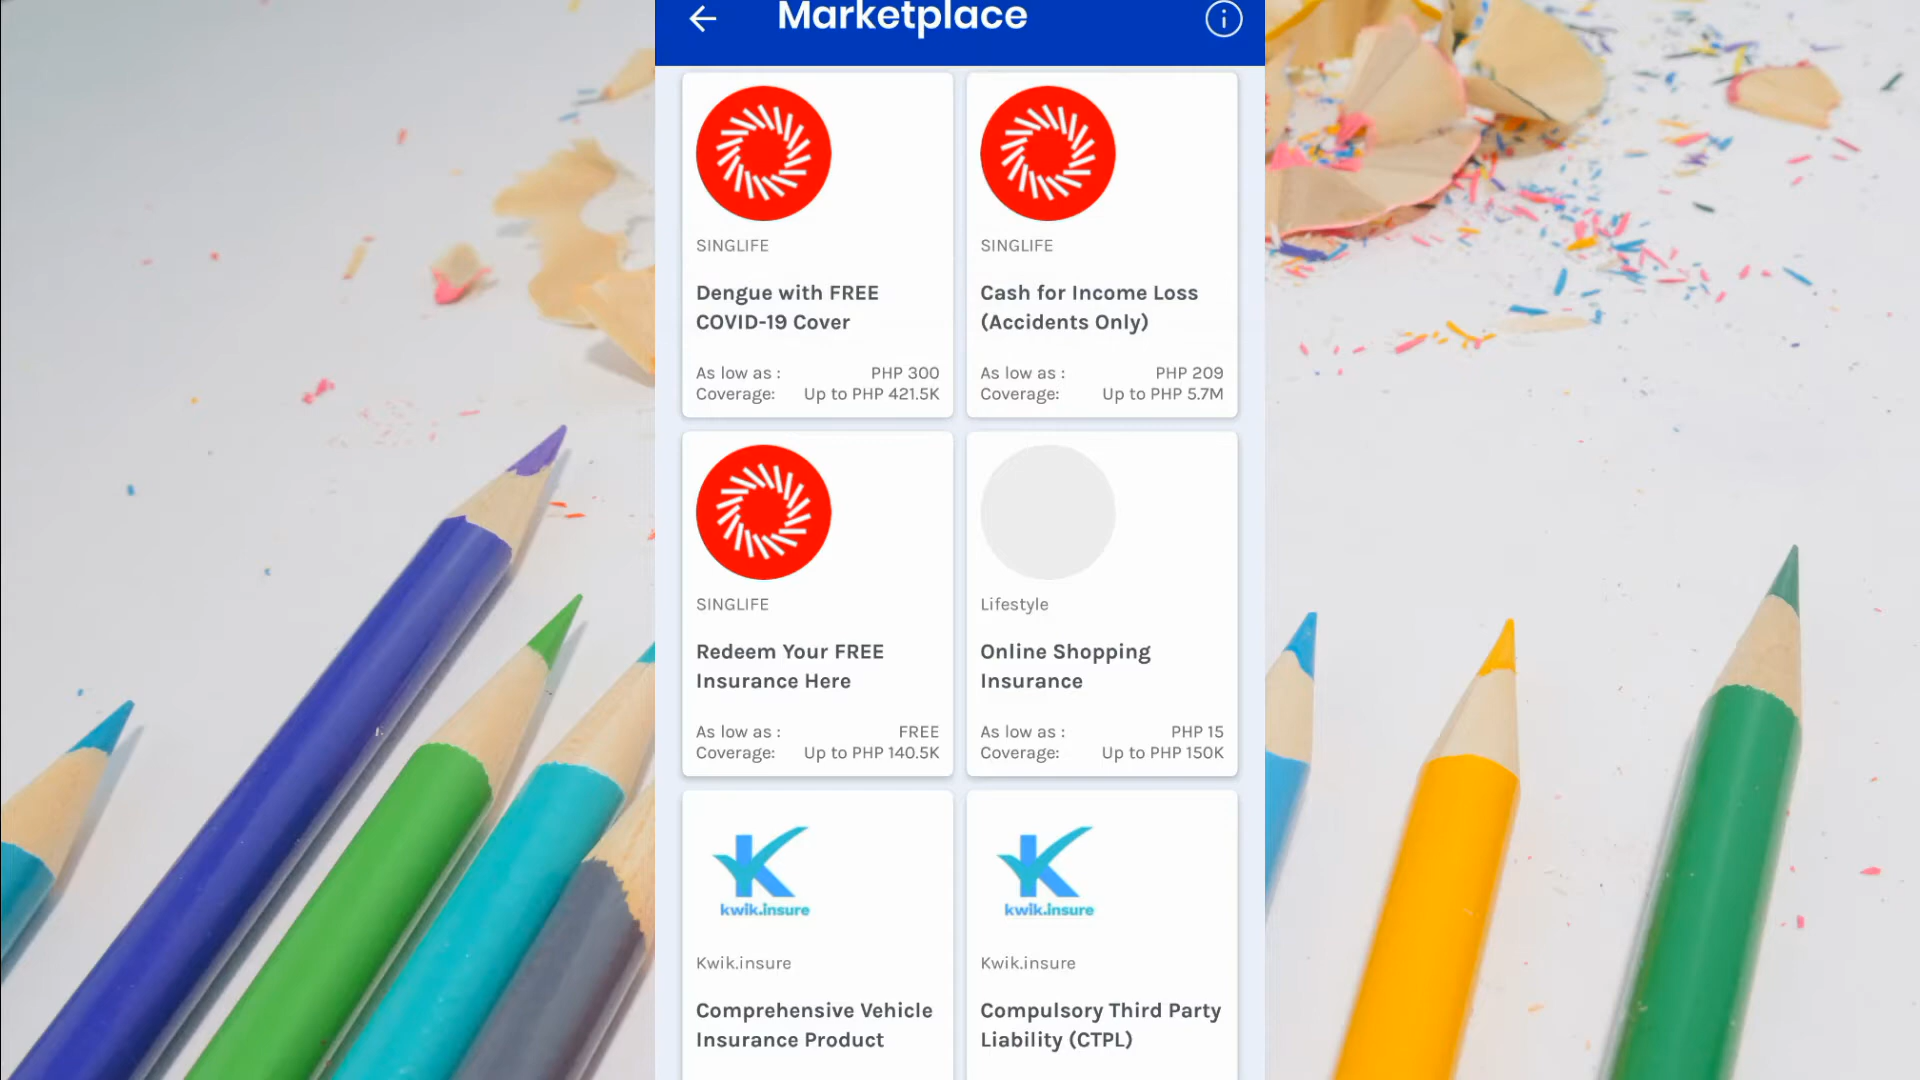 Marketplace
SINGLIFE
Dengue with FREE
COVID-19 Cover
As low as : PHP 300
Coverage: Up to PHP 421.5K
SINGLIFE
Cash for Income Loss
(Accidents Only)
As low as : PHP 209
Coverage: Up to PHP 5.7M
SINGLIFE
Redeem Your FREE
Insurance Here
As low as : FREE
Coverage: Up to PHP 140.5K
Lifestyle
Online Shopping
Insurance
As low as : PHP 15
Coverage: Up to PHP 150K
K
kwik.insure
Kwik.insure
Comprehensive Vehicle
Insurance Product
K
kwik.insure
Kwik.insure
Compulsory Third Party
Liability (CTPL)